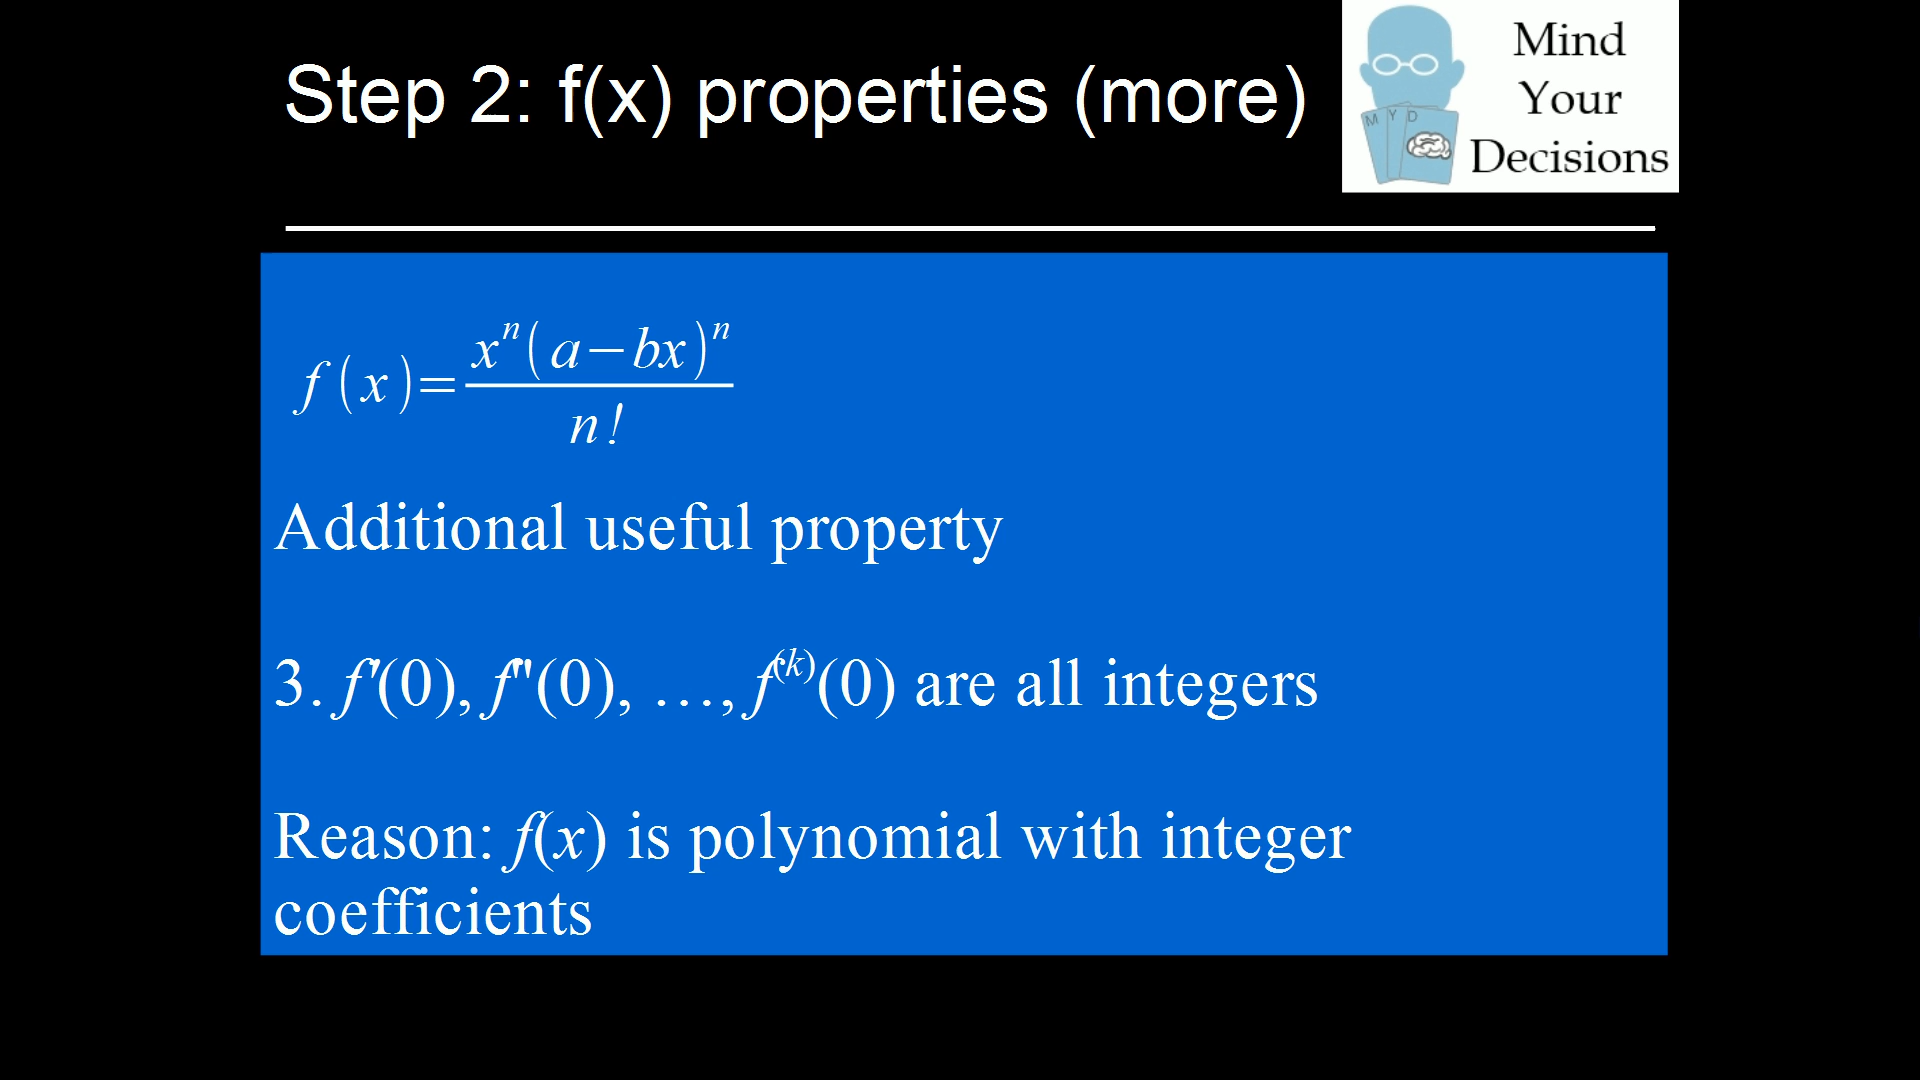 Step 2: f(x) properties (more)
Mind
Your
Decisions
M Y D
f(x)=\frac{x^n(a-bx)^n}{n!}
Additional useful property
3. f'(0), f''(0), …, f^{(k)}(0) are all integers
Reason: f(x) is polynomial with integer
coefficients